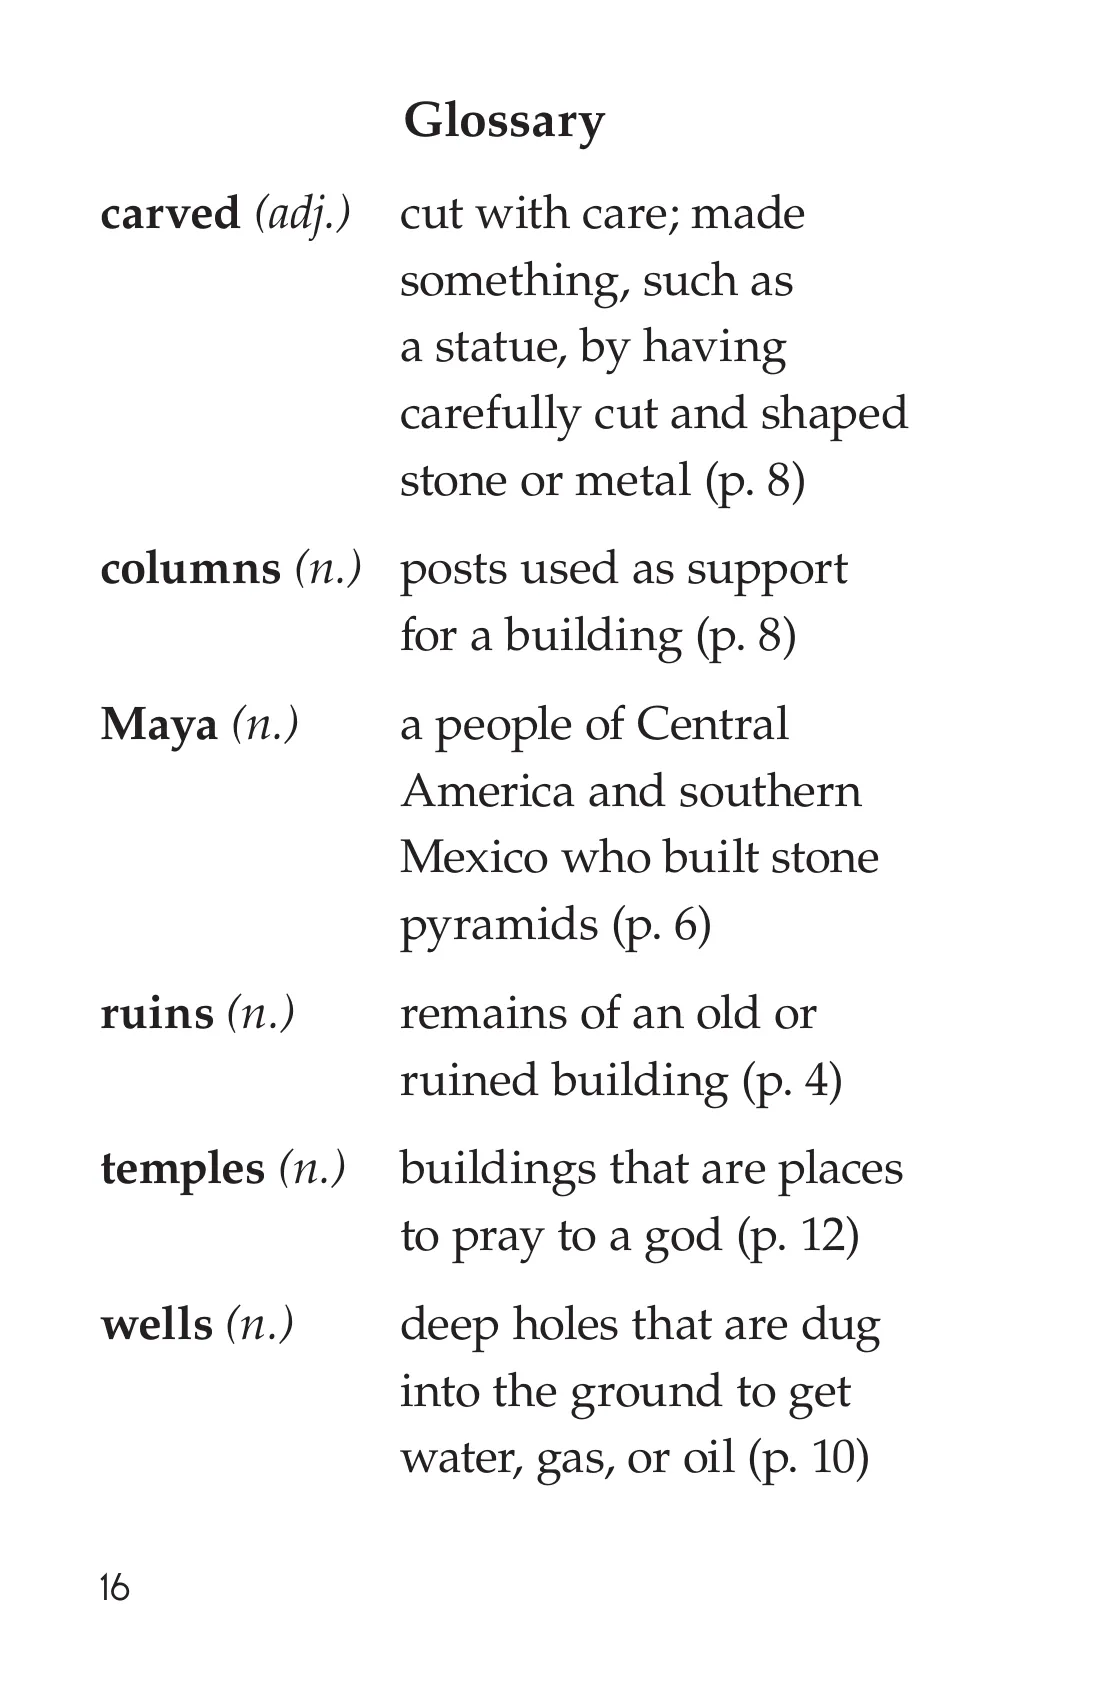 Glossary
carved (adj.) cut with care; made
something, such as
a statue, by having
carefully cut and shaped
stone or metal (p. 8)
columns (n.) posts used as support
for a building (p. 8)
Maya (n.) a people of Central
America and southern
Mexico who built stone
pyramids (p. 6)
ruins (n.) remains of an old or
ruined building (p. 4)
temples (n.) buildings that are places
to pray to a god (p. 12)
wells (n.) deep holes that are dug
into the ground to get
water, gas, or oil (p. 10)
16